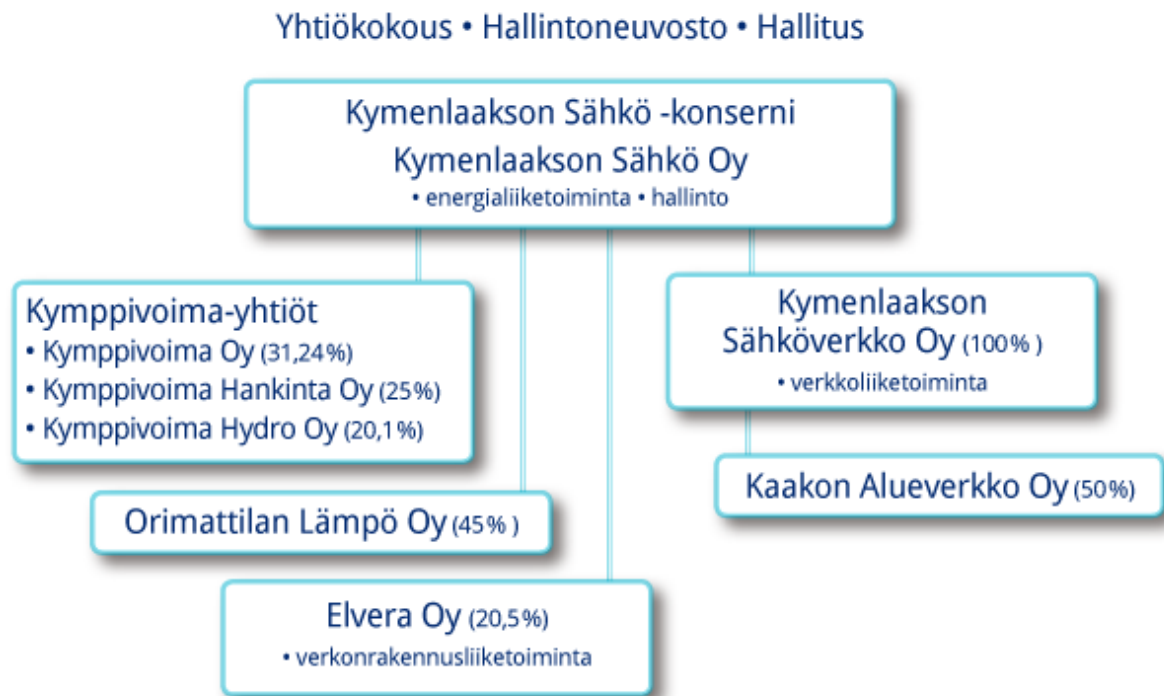 Yhtiökokous • Hallintoneuvosto • Hallitus
Kymenlaakson Sähkö -konserni
Kymenlaakson Sähkö Oy
• energialiiketoiminta • hallinto
Kymppivoima-yhtiöt
• Kymppivoima Oy (31,24%)
• Kymppivoima Hankinta Oy (25%)
• Kymppivoima Hydro Oy (20,1%)
Kymenlaakson
Sähköverkko Oy (100% )
• verkkoliiketoiminta
Kaakon Alueverkko Oy (50%)
Orimattilan Lämpö Oy (45% )
Elvera Oy (20,5%)
• verkonrakennusliiketoiminta